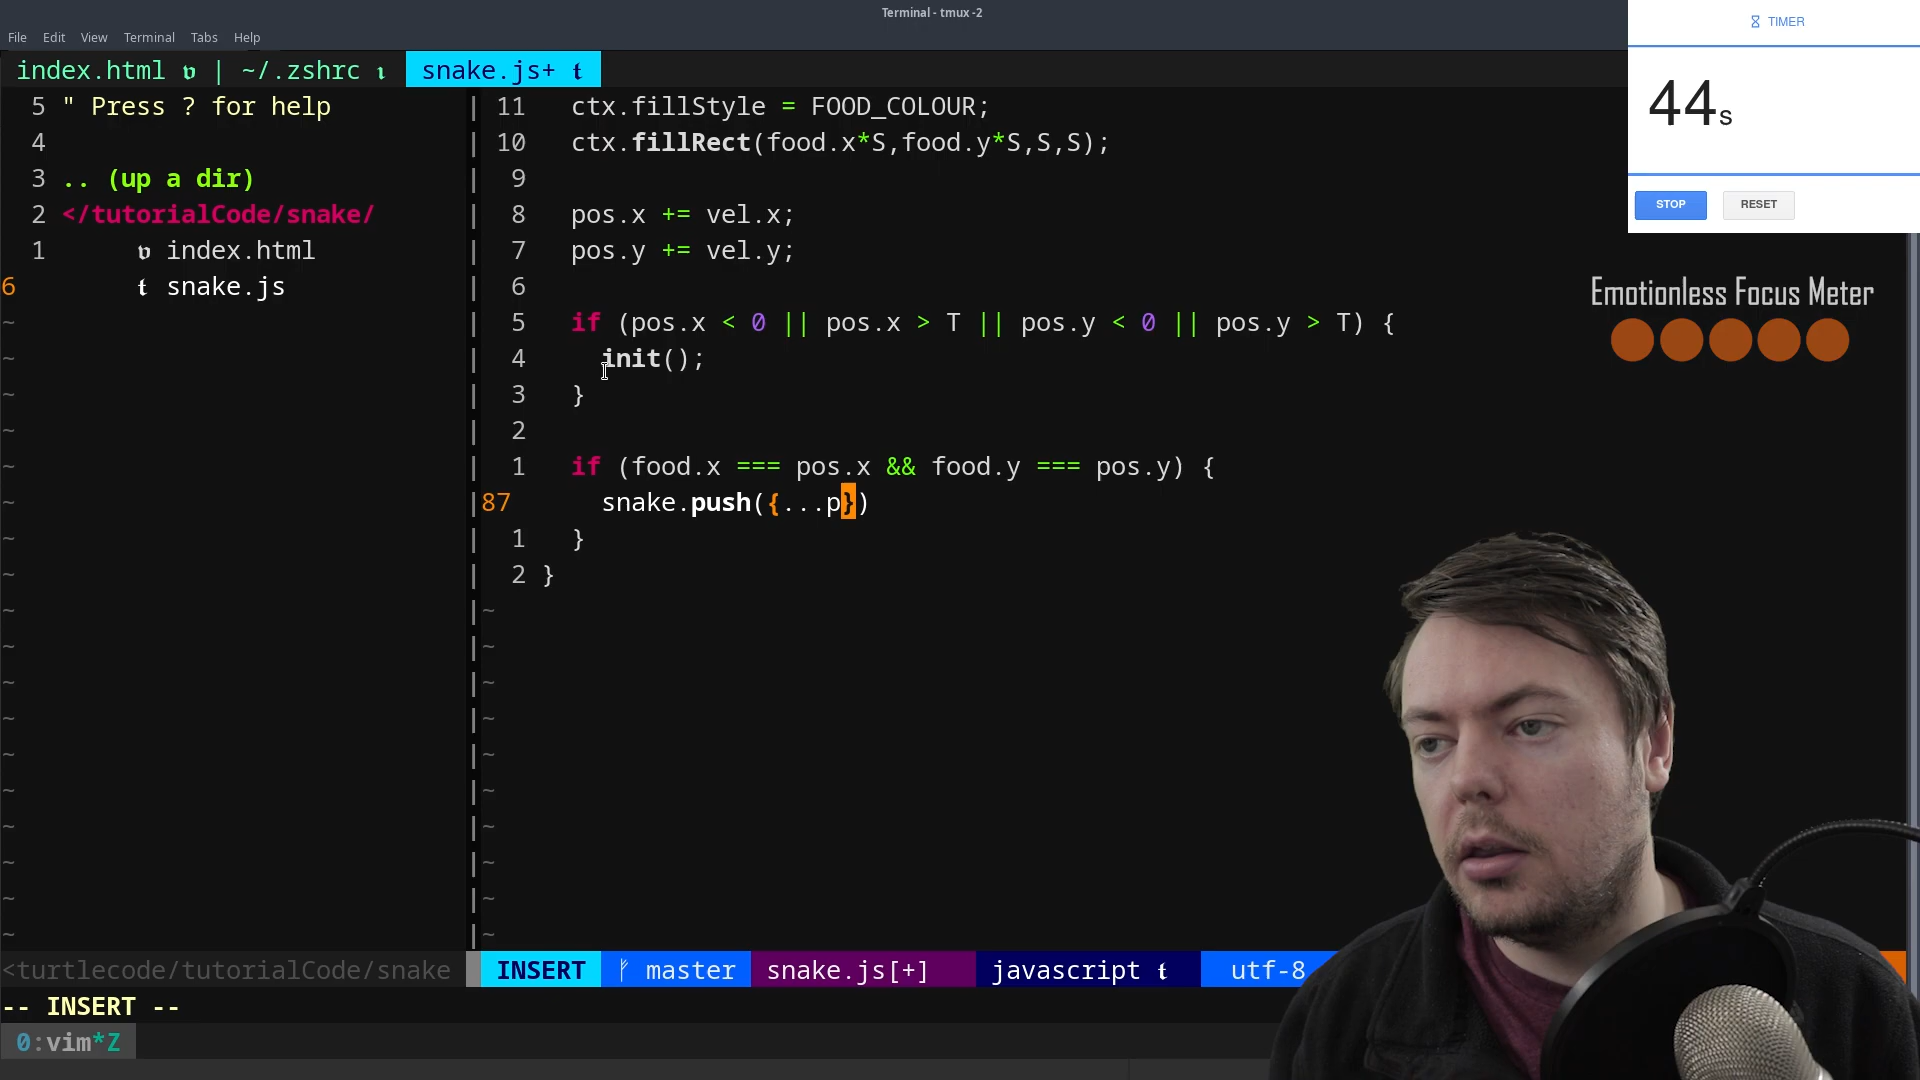 Terminal - tmux -2
File Edit View Terminal Tabs Help
TIMER
44s
STOP RESET
index.html | ~/.zshrc snake.js+
5 " Press ? for help
4
3 .. (up a dir)
2 </tutorialCode/snake/
1 index.html
6 snake.js
11 ctx.fillStyle = FOOD_COLOUR;
10 ctx.fillRect(food.x*S,food.y*S,S,S);
9
8 pos.x += vel.x;
7 pos.y += vel.y;
6
5 if (pos.x < 0 || pos.x > T || pos.y < 0 || pos.y > T) {
4 init();
3 }
2
1 if (food.x === pos.x && food.y === pos.y) {
87 snake.push({...p})
1 }
2 }
Emotionless Focus Meter
<turtlecode/tutorialCode/snake INSERT master snake.js[+] javascript utf-8
-- INSERT --
0:vim*Z